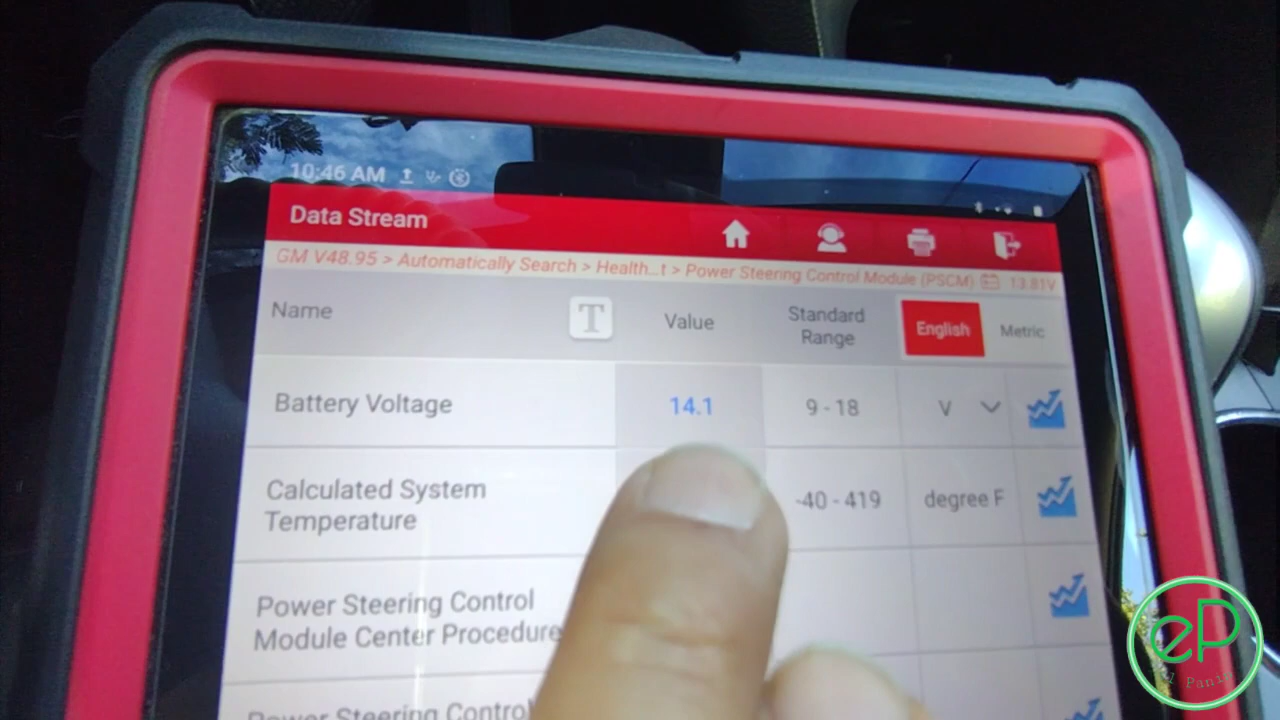 10:46 AM
Data Stream
GM V48.95 > Automatically Search > Health...t > Power Steering Control Module (PSCM) 13.81V
Name T Value Standard Range English Metric
Battery Voltage 14.1 9 - 18 V
Calculated System Temperature -40 - 419 degree F
Power Steering Control
Module Center Procedure
Power Steering Control
eP